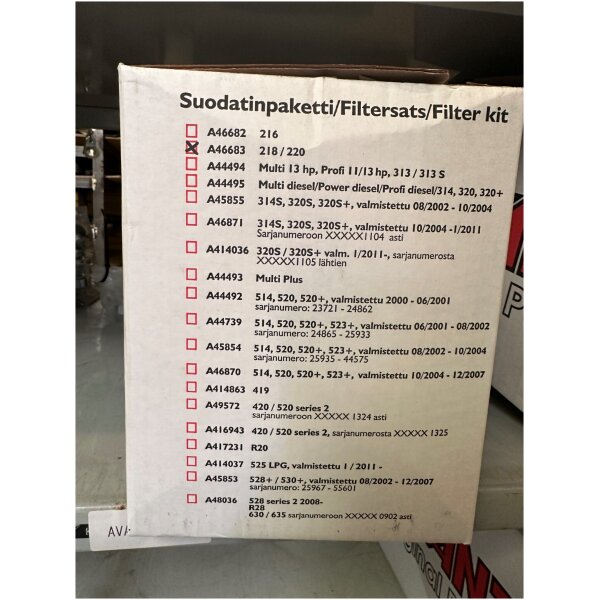 Suodatinpaketti/Filtersats/Filter kit
A46682 216
A46683 218 / 220
A44494 Multi 13 hp, Profi 11/13 hp, 313 / 313 S
A44495 Multi diesel/Power diesel/Profi diesel/314, 320, 320+
A45855 314S, 320S, 320S+, valmistettu 08/2002 - 10/2004
A46871 314S, 320S, 320S+, valmistettu 10/2004 -1/2011
Sarjanumeroon XXXXX1104 asti
A414036 320S / 320S+ valm. 1/2011-, sarjanumerosta
XXXXX1105 lähtien
A44493 Multi Plus
A44492 514, 520, 520+, valmistettu 2000 - 06/2001
sarjanumero: 23721 - 24862
A44739 514, 520, 520+, 523+, valmistettu 06/2001 - 08/2002
sarjanumero: 24865 - 25933
A45854 514, 520, 520+, 523+, valmistettu 08/2002 - 10/2004
sarjanumero: 25935 - 44575
A46870 514, 520, 520+, 523+, valmistettu 10/2004 - 12/2007
A414863 419
A49572 420 / 520 series 2
sarjanumeroon XXXXX 1324 asti
A416943 420 / 520 series 2, sarjanumerosta XXXXX 1325
A417231 R20
A414037 525 LPG, valmistettu 1 / 2011 -
A45853 528+ / 530+, valmistettu 08/2002 - 12/2007
sarjanumero: 25967 - 55601
A48036 528 series 2 2008-
R28
630 / 635 sarjanumeroon XXXXX 0902 asti